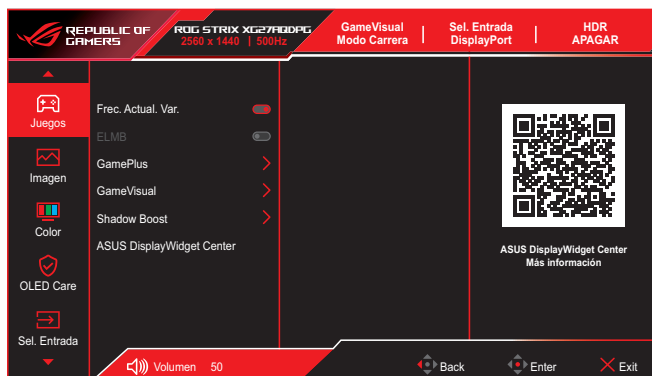 REPUBLIC OF
GAMERS
ROG STRIX XG27AQDPG
2560 x 1440 | 500Hz
GameVisual
Modo Carrera
Sel. Entrada
DisplayPort
HDR
APAGAR
Juegos
Imagen
Color
OLED Care
Sel. Entrada
Frec. Actual. Var.
ELMB
GamePlus
GameVisual
Shadow Boost
ASUS DisplayWidget Center
ASUS DisplayWidget Center
Más información
Volumen 50
Back
Enter
Exit